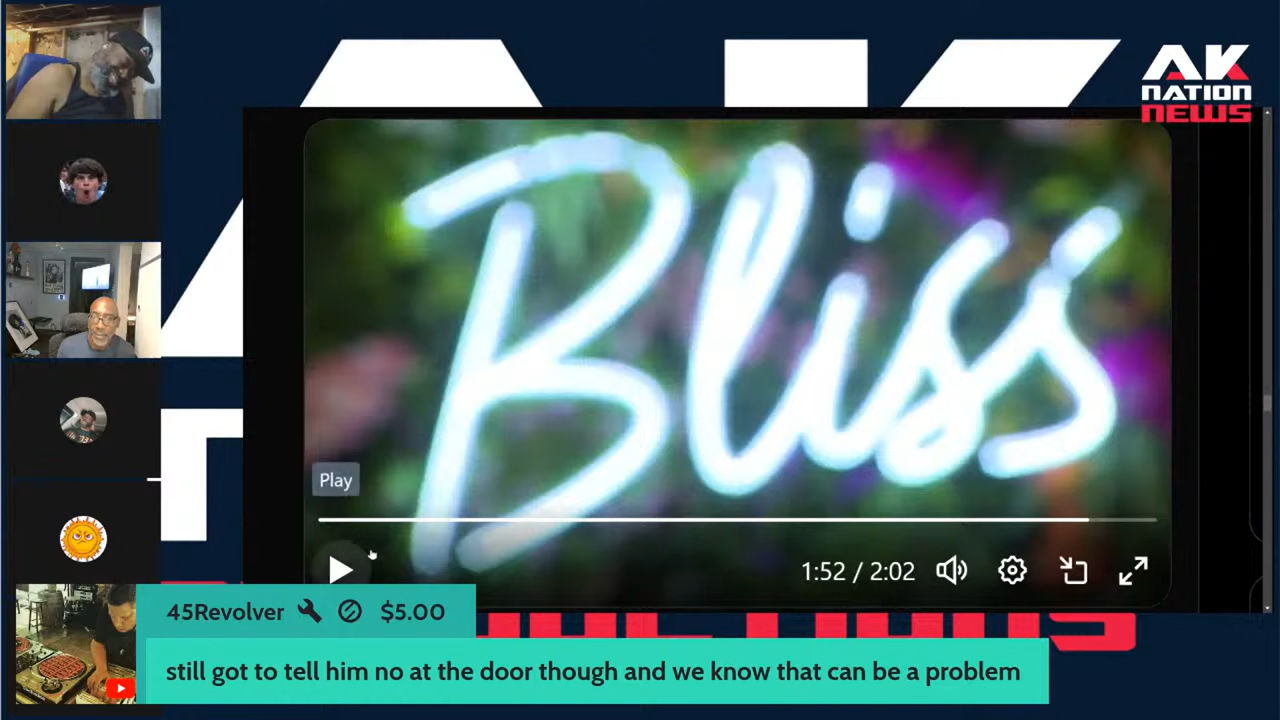 AK
NATION
NEWS
Bliss
Play
1:52 / 2:02
45Revolver $5.00
still got to tell him no at the door though and we know that can be a problem